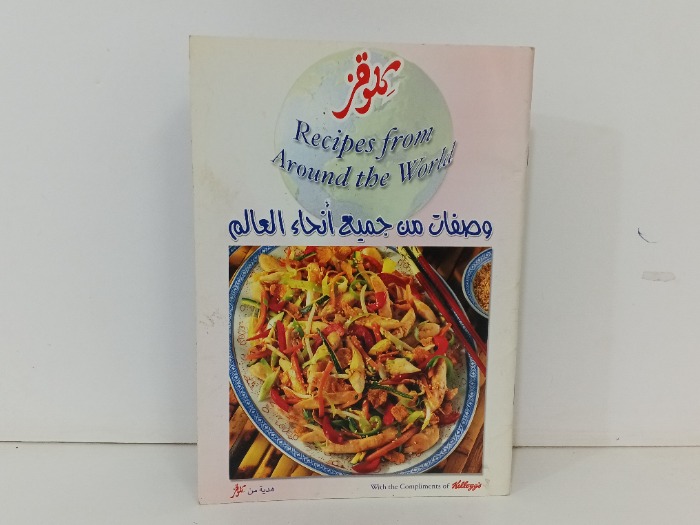 كلوقز
Recipes from
Around the World
وصفات من جميع أنحاء العالم
هدية من كلوقز
With the Compliments of Kellogg's